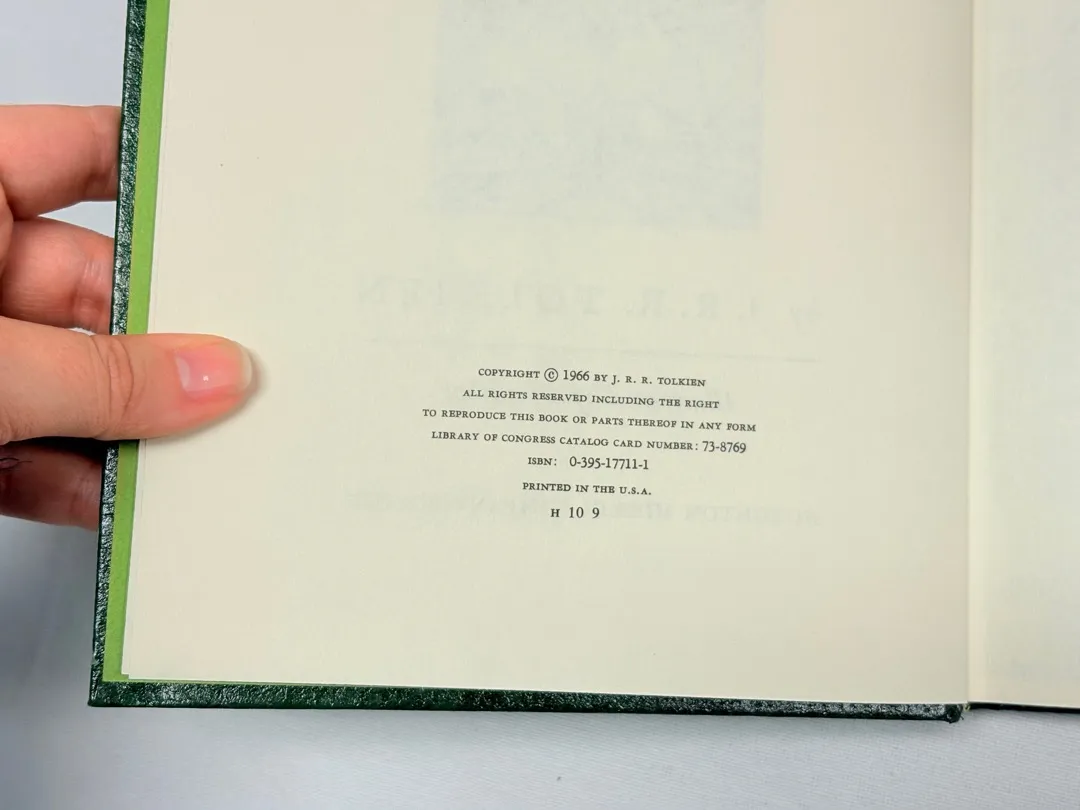 COPYRIGHT © 1966 BY J. R. R. TOLKIEN
ALL RIGHTS RESERVED INCLUDING THE RIGHT
TO REPRODUCE THIS BOOK OR PARTS THEREOF IN ANY FORM
LIBRARY OF CONGRESS CATALOG CARD NUMBER: 73-8769
ISBN: 0-395-17711-1
PRINTED IN THE U.S.A.
H 10 9